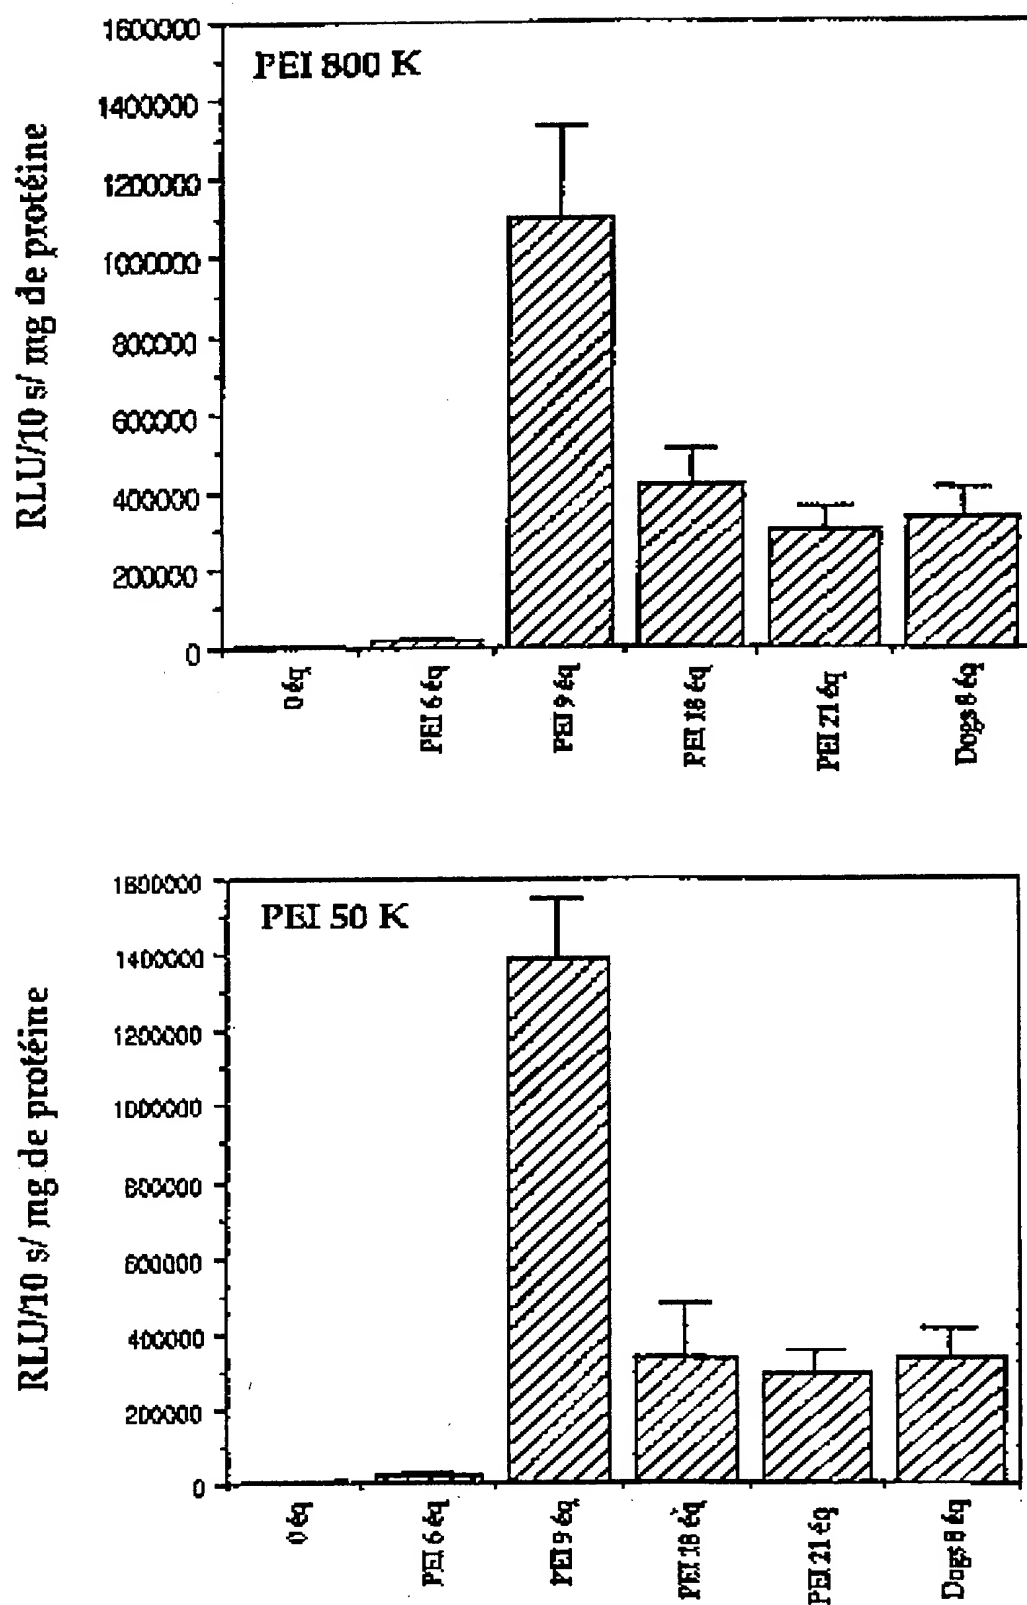 PEI 800 K
RLU/10 s/ mg de protéine
1600000
1400000
1200000
1000000
800000
600000
400000
200000
0
0 éq
PEI 6 éq
PEI 9 éq
PEI 18 éq
PEI 21 éq
Dogs 8 éq
PEI 50 K
RLU/10 s/ mg de protéine
1600000
1400000
1200000
1000000
800000
600000
400000
200000
0
0 éq
PEI 6 éq
PEI 9 éq
PEI 18 éq
PEI 21 éq
Dogs 8 éq